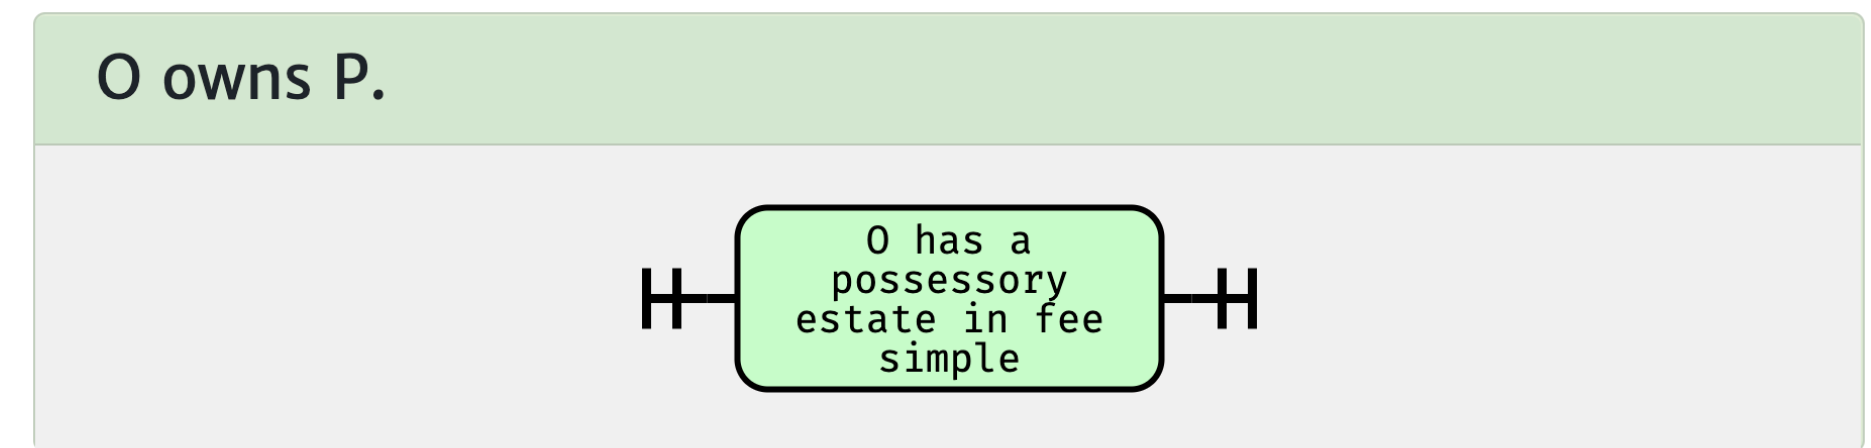 O owns P.
O has a
possessory
estate in fee
simple